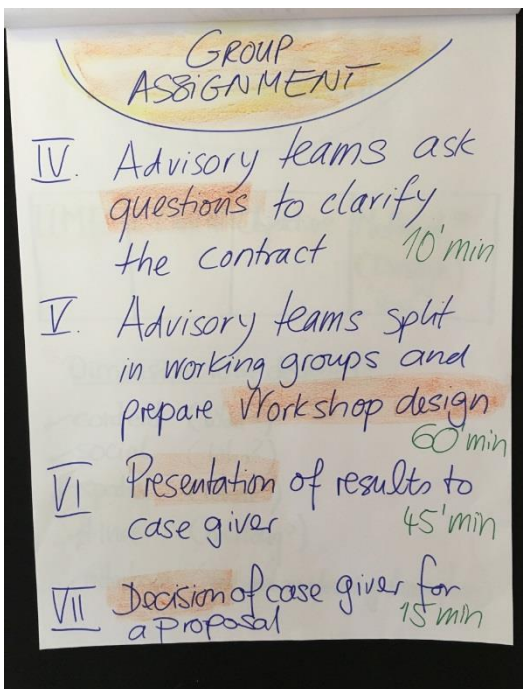 GROUP
ASSIGNMENT
IV. Advisory teams ask
questions to clarify
the contract 10' min
V. Advisory teams split
in working groups and
prepare Workshop design
60' min
VI Presentation of results to
case giver 45' min
VII Decision of case giver for
a proposal 15 min